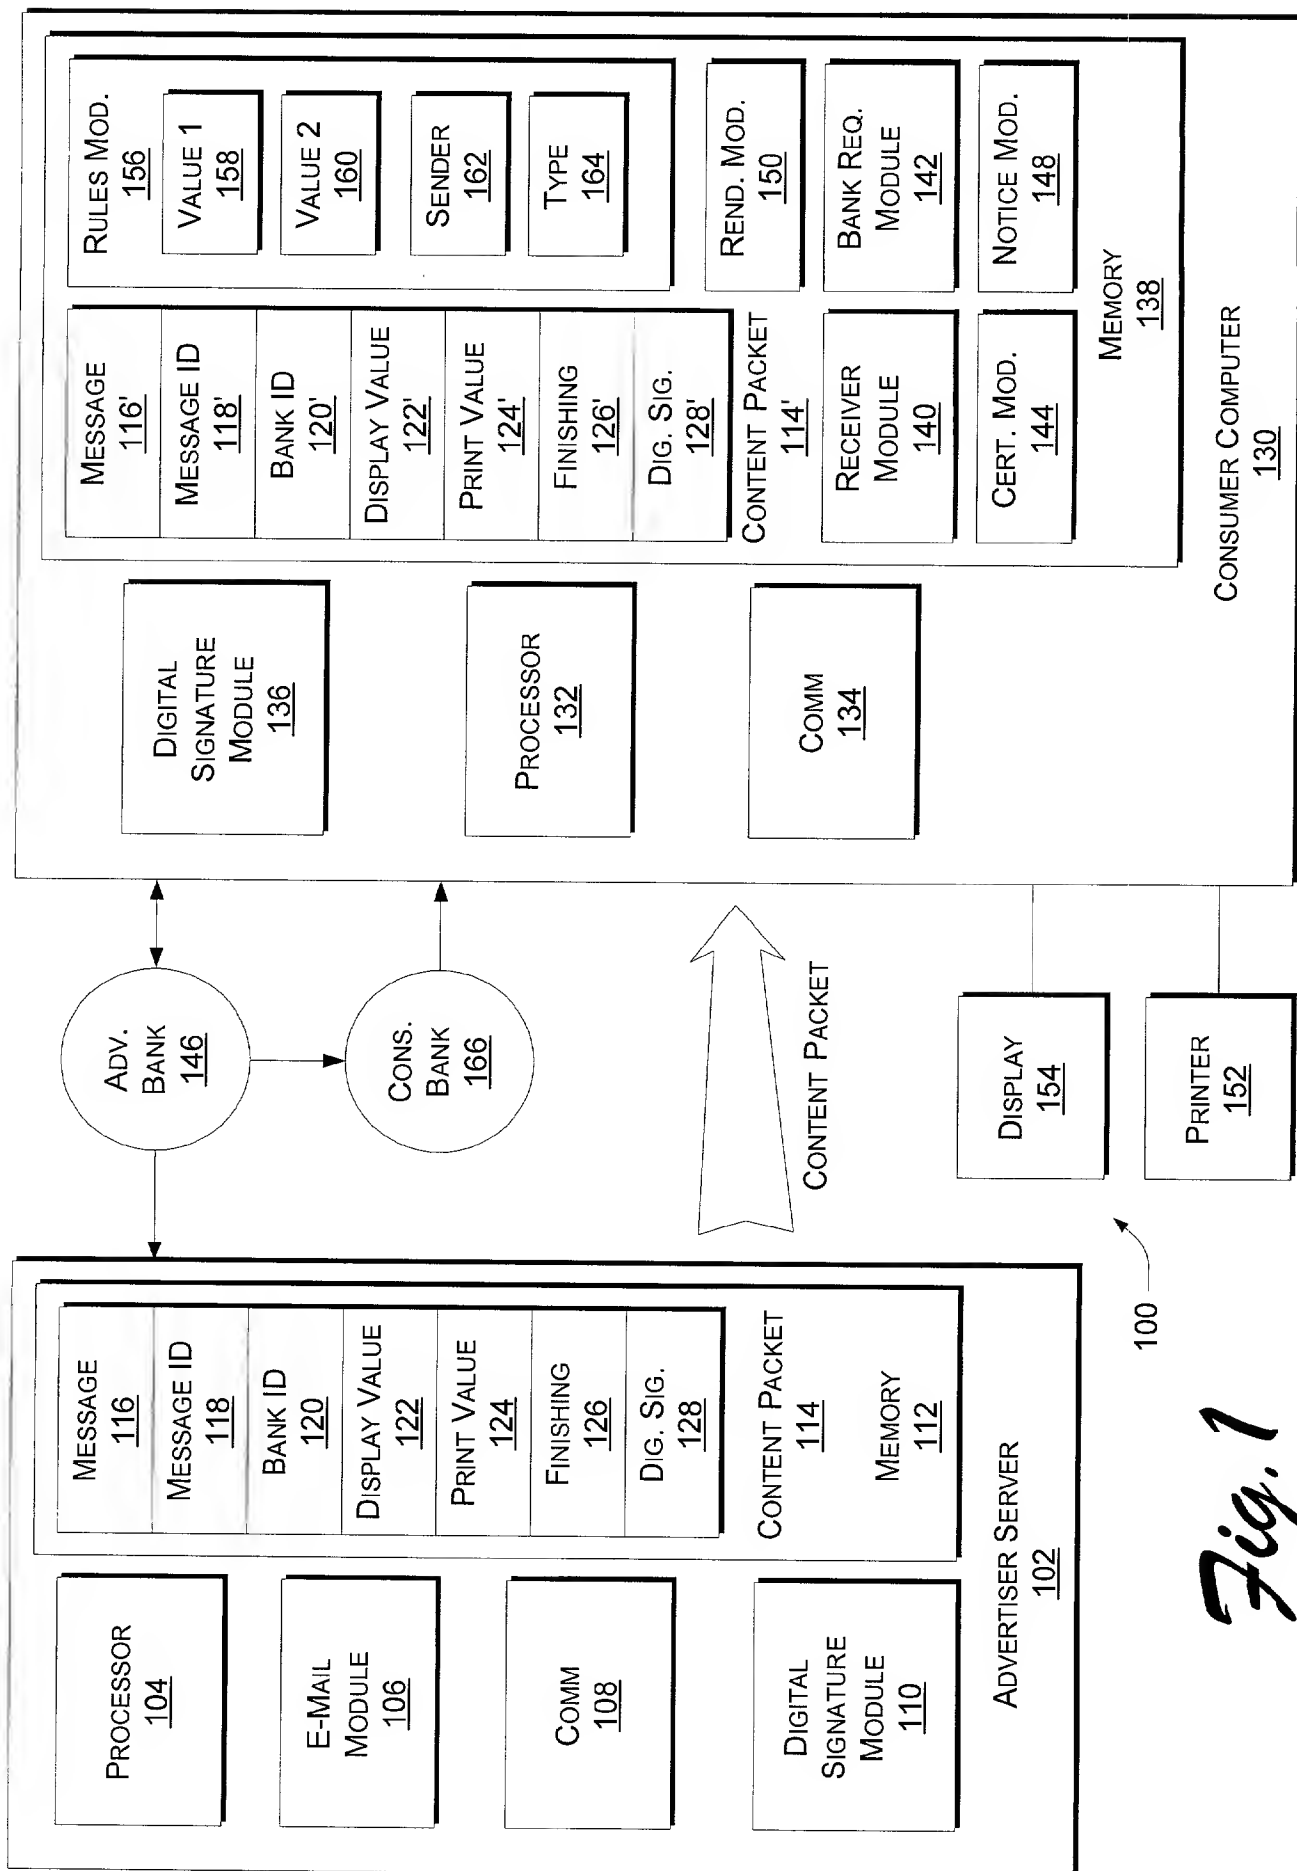 PROCESSOR
104
E-MAIL
MODULE
106
COMM
108
DIGITAL
SIGNATURE
MODULE
110
MESSAGE
116
MESSAGE ID
118
BANK ID
120
DISPLAY VALUE
122
PRINT VALUE
124
FINISHING
126
DIG. SIG.
128
CONTENT PACKET
114
MEMORY
112
ADVERTISER SERVER
102
ADV.
BANK
146
CONS.
BANK
166
CONTENT PACKET
DISPLAY
154
PRINTER
152
100
DIGITAL
SIGNATURE
MODULE
136
PROCESSOR
132
COMM
134
MESSAGE
116'
MESSAGE ID
118'
BANK ID
120'
DISPLAY VALUE
122'
PRINT VALUE
124'
FINISHING
126'
DIG. SIG.
128'
CONTENT PACKET
114'
RULES MOD.
156
VALUE 1
158
VALUE 2
160
SENDER
162
TYPE
164
REND. MOD.
150
RECEIVER
MODULE
140
BANK REQ.
MODULE
142
CERT. MOD.
144
NOTICE MOD.
148
MEMORY
138
CONSUMER COMPUTER
130
Fig. 1